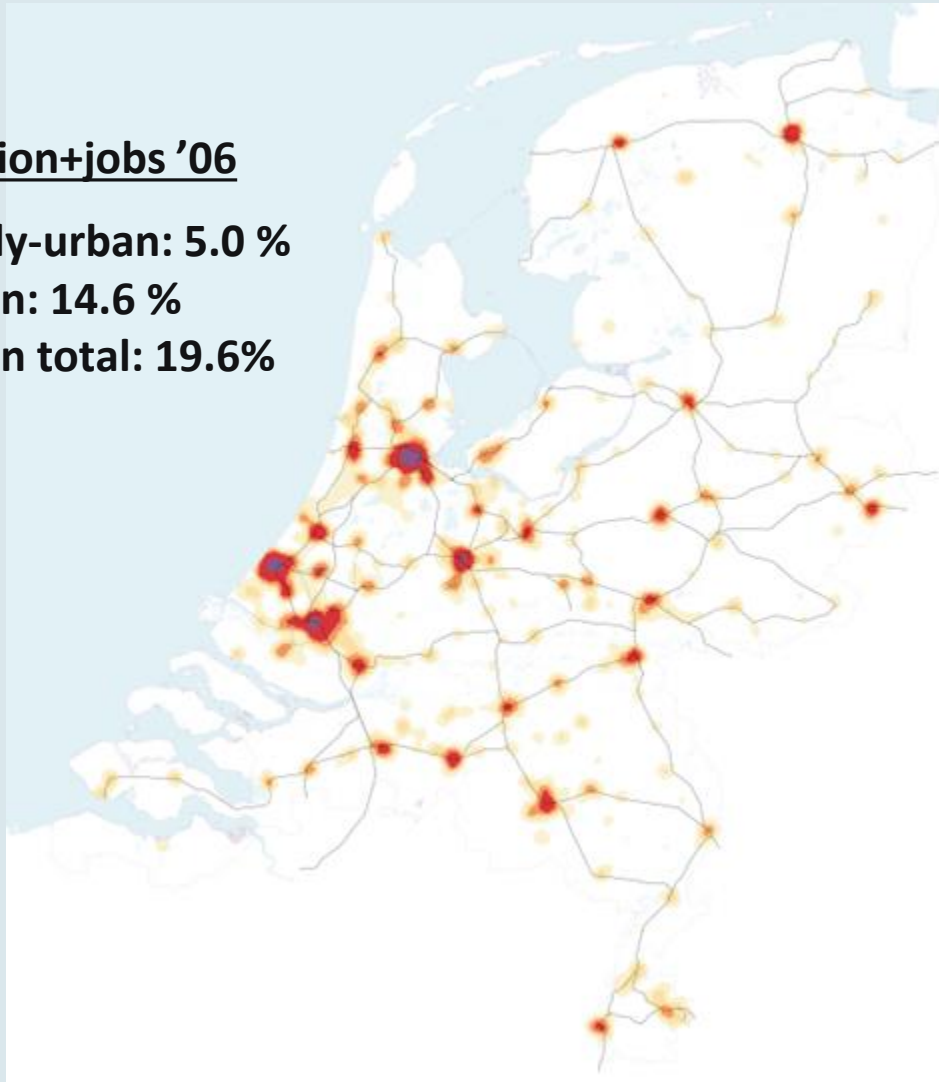 ion+jobs ’06
ly-urban: 5.0 %
n: 14.6 %
n total: 19.6%